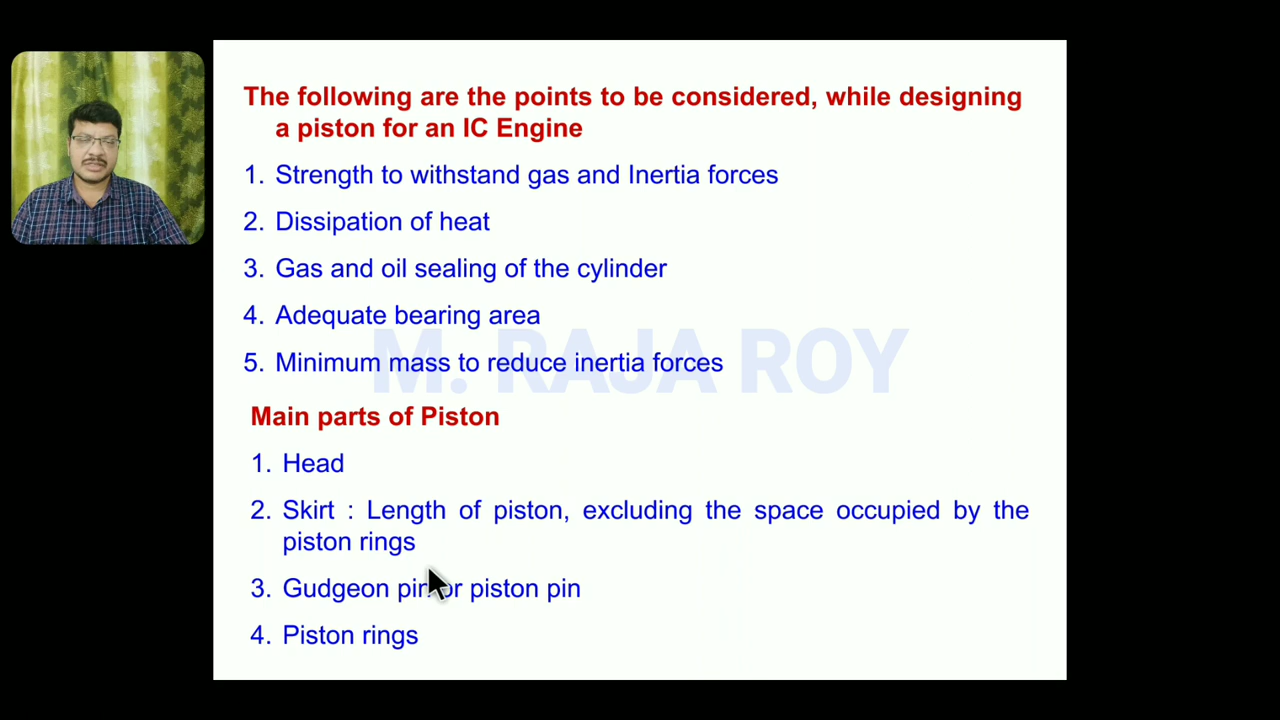 The following are the points to be considered, while designing
a piston for an IC Engine
1. Strength to withstand gas and Inertia forces
2. Dissipation of heat
3. Gas and oil sealing of the cylinder
4. Adequate bearing area
5. Minimum mass to reduce inertia forces
M. RAJA ROY
Main parts of Piston
1. Head
2. Skirt : Length of piston, excluding the space occupied by the
piston rings
3. Gudgeon pin or piston pin
4. Piston rings